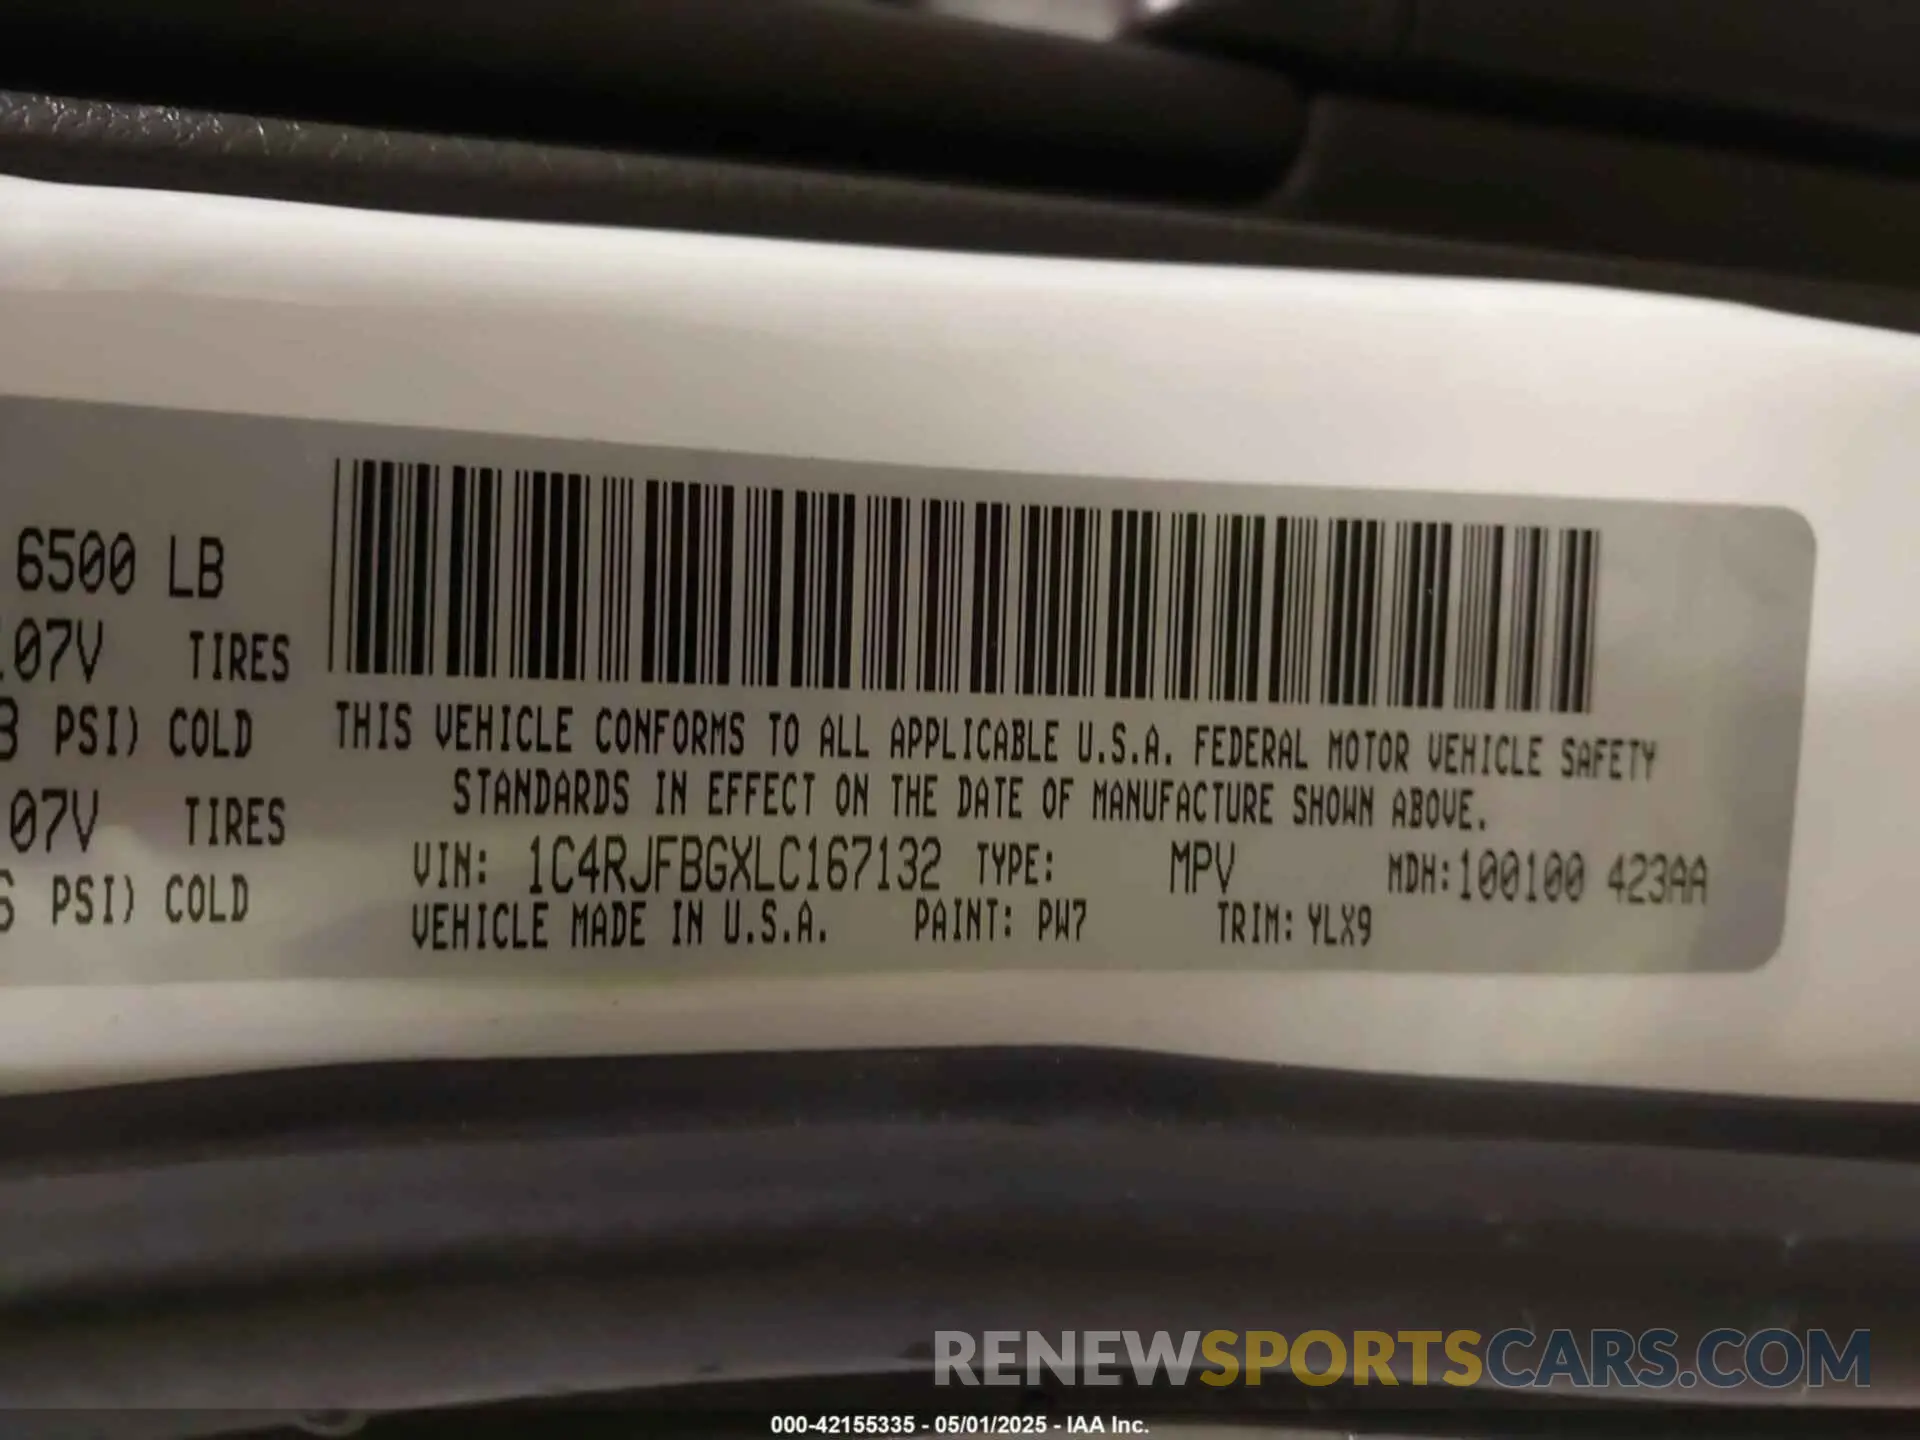 6500 LB
07V TIRES
PSI) COLD
07V TIRES
PSI) COLD
THIS VEHICLE CONFORMS TO ALL APPLICABLE U.S.A. FEDERAL MOTOR VEHICLE SAFETY
STANDARDS IN EFFECT ON THE DATE OF MANUFACTURE SHOWN ABOVE.
VIN: 1C4RJFBGXLC167132 TYPE: MPV MDH:100100 423AA
VEHICLE MADE IN U.S.A. PAINT: PW7 TRIM: YLX9
RENEWSPORTSCARS.COM
000-42155335 - 05/01/2025 - IAA Inc.